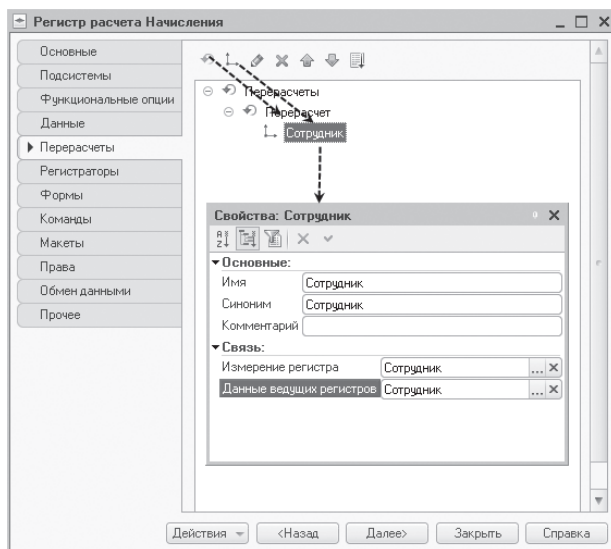 Регистр расчета Начисления
Основные
Подсистемы
Функциональные опции
Данные
Перерасчеты
Регистраторы
Формы
Команды
Макеты
Права
Обмен данными
Прочее
Перерасчеты
Перерасчет
Сотрудник
Свойства: Сотрудник
Основные:
Имя Сотрудник
Синоним Сотрудник
Комментарий
Связь:
Измерение регистра Сотрудник ...
Данные ведущих регистров Сотрудник ...
Действия <Назад Далее> Закрыть Справка